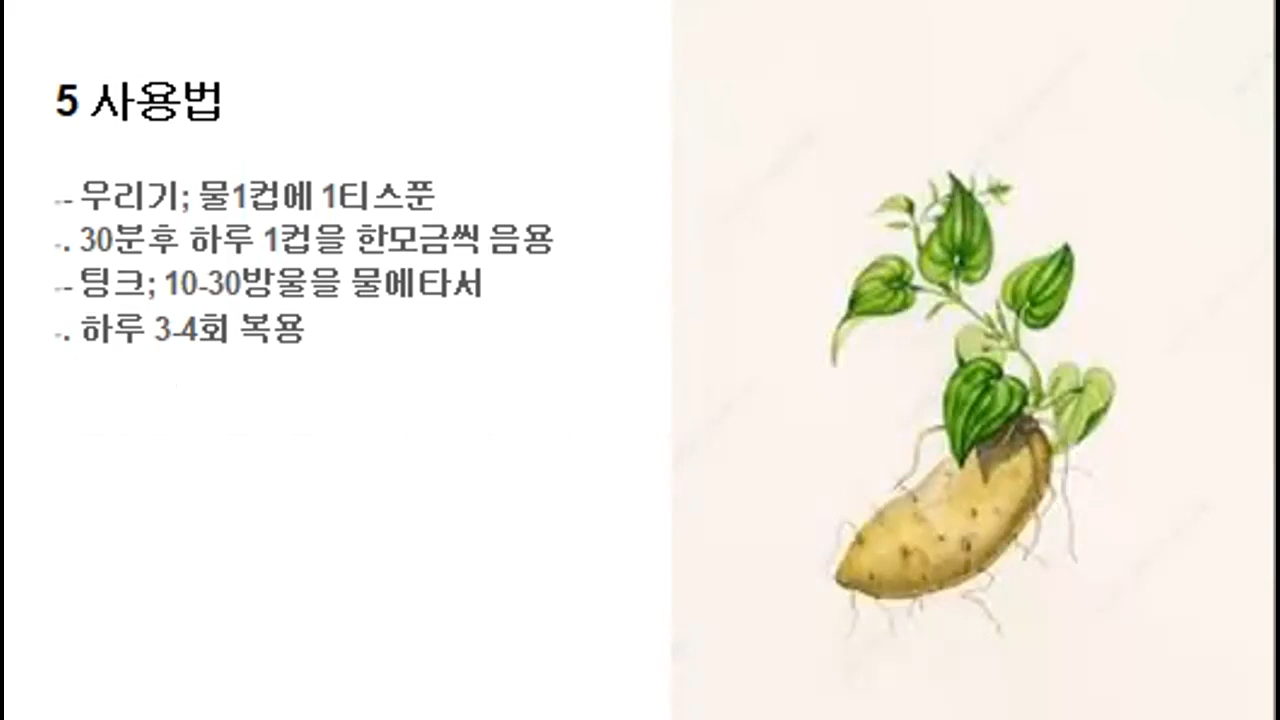 5 사용법
-- 우리기; 물1컵에 1티스푼
-. 30분후 하루 1컵을 한모금씩 음용
-- 팅크; 10-30방울을 물에타서
-. 하루 3-4회 복용